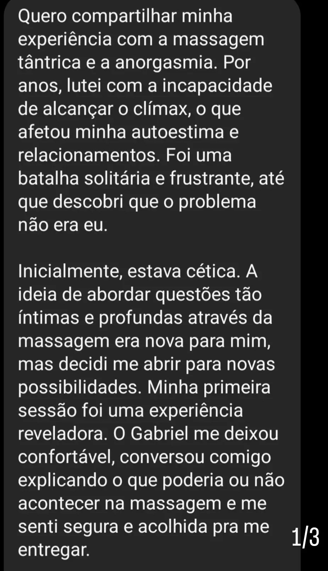 Quero compartilhar minha
experiência com a massagem
tântrica e a anorgasmia. Por
anos, lutei com a incapacidade
de alcançar o clímax, o que
afetou minha autoestima e
relacionamentos. Foi uma
batalha solitária e frustrante, até
que descobri que o problema
não era eu.

Inicialmente, estava cética. A
ideia de abordar questões tão
íntimas e profundas através da
massagem era nova para mim,
mas decidi me abrir para novas
possibilidades. Minha primeira
sessão foi uma experiência
reveladora. O Gabriel me deixou
confortável, conversou comigo
explicando o que poderia ou não
acontecer na massagem e me
senti segura e acolhida pra me
entregar.
1/3